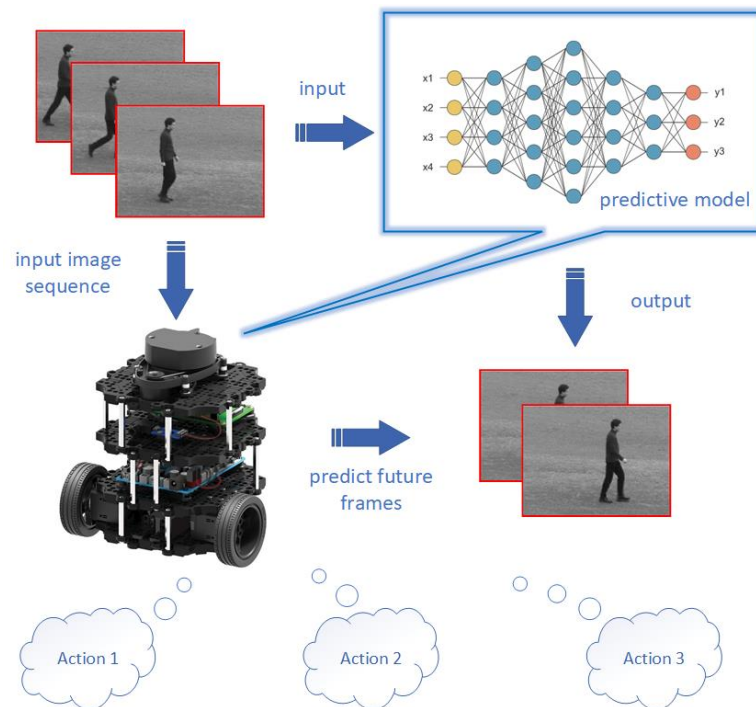 input
x1
x2
x3
x4
y1
y2
y3
predictive model
input image
sequence
output
predict future
frames
Action 1
Action 2
Action 3